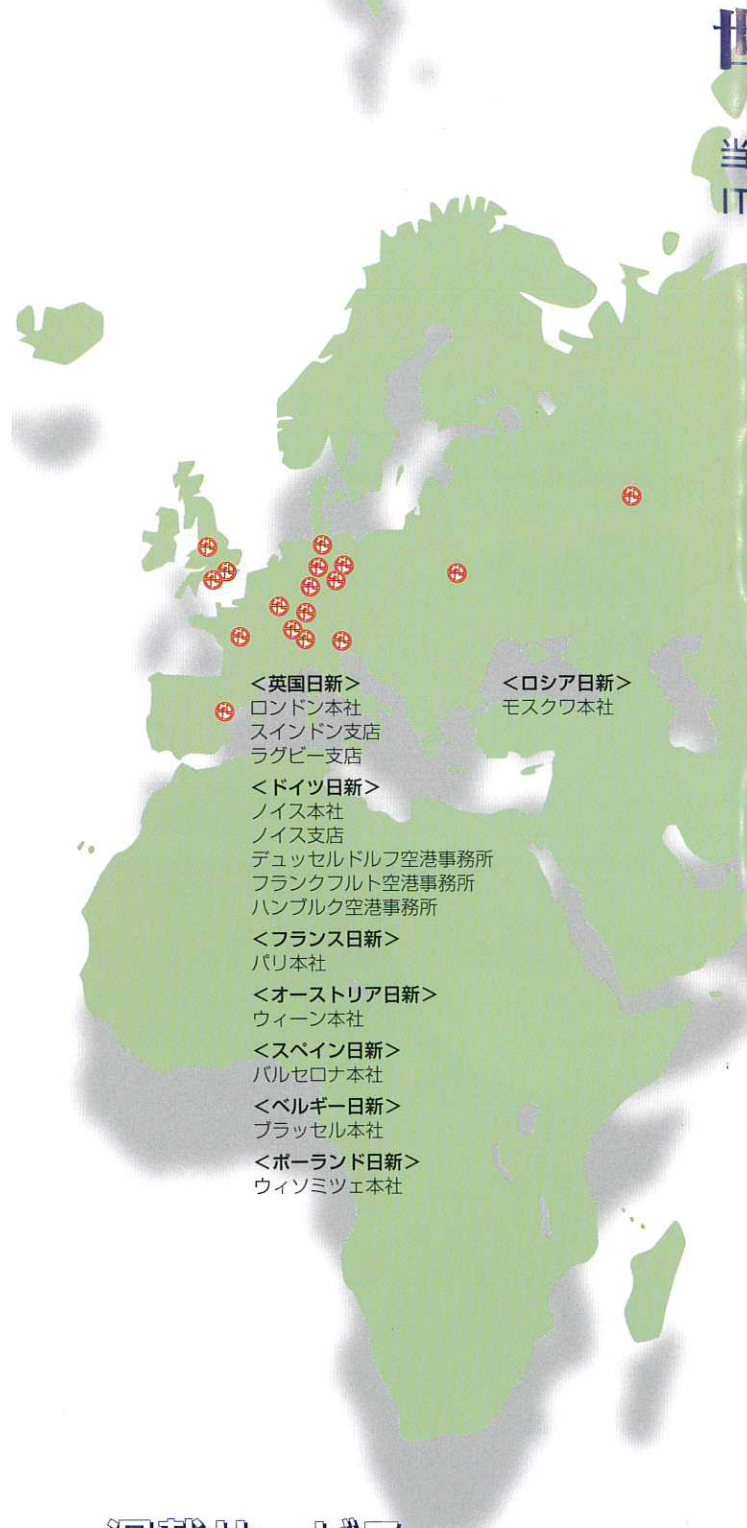 世
当
IT
<英国日新>
ロンドン本社
スインドン支店
ラグビー支店
<ロシア日新>
モスクワ本社
<ドイツ日新>
ノイス本社
ノイス支店
デュッセルドルフ空港事務所
フランクフルト空港事務所
ハンブルク空港事務所
<フランス日新>
パリ本社
<オーストリア日新>
ウィーン本社
<スペイン日新>
バルセロナ本社
<ベルギー日新>
ブラッセル本社
<ポーランド日新>
ウィソミツェ本社